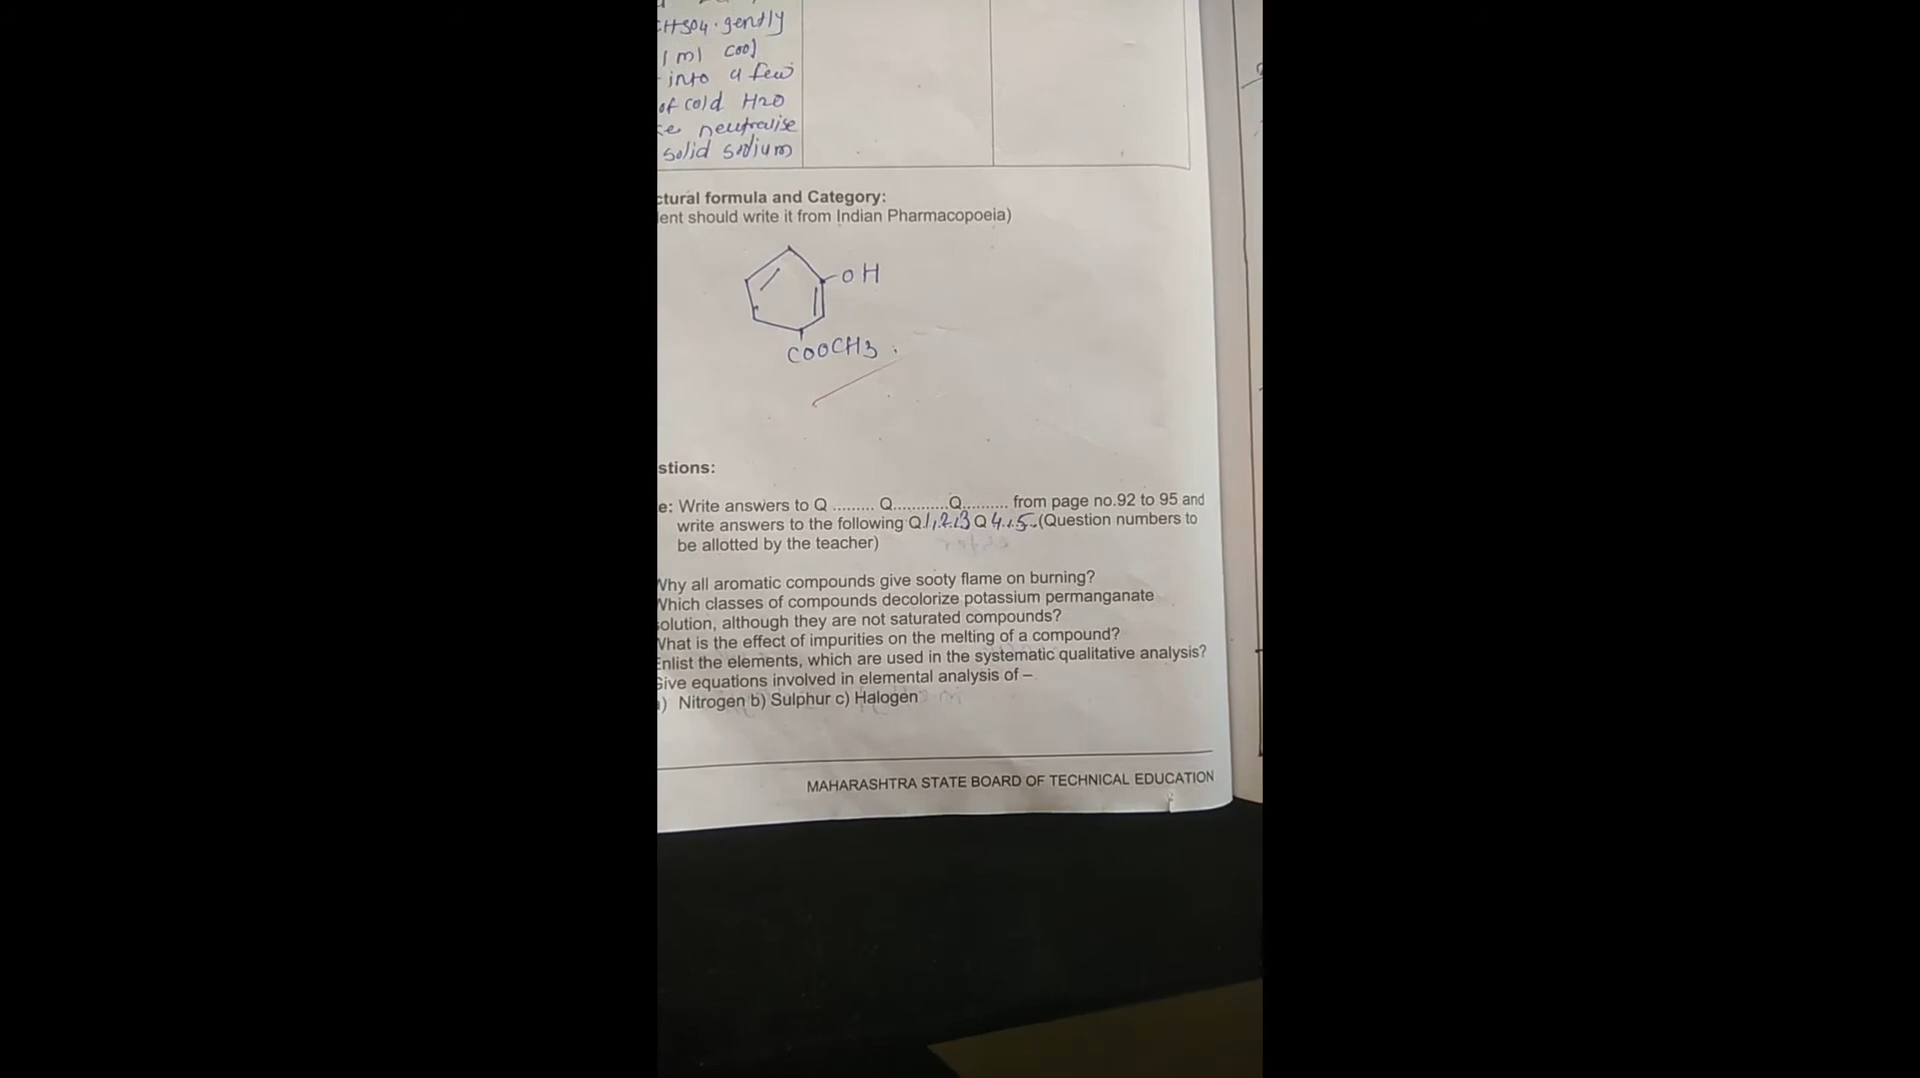 HSO4. gently
1 ml cool
into a few
of cold H2O
neutralise
solid sodium
ctural formula and Category:
ent should write it from Indian Pharmacopoeia)
OH
COOCH3.
stions:
e: Write answers to Q ......... Q............Q.......... from page no.92 to 95 and
write answers to the following Q.1,2,3 Q 4..5..(Question numbers to
be allotted by the teacher)
Why all aromatic compounds give sooty flame on burning?
Which classes of compounds decolorize potassium permanganate
solution, although they are not saturated compounds?
What is the effect of impurities on the melting of a compound?
Enlist the elements, which are used in the systematic qualitative analysis?
Give equations involved in elemental analysis of –
) Nitrogen b) Sulphur c) Halogen
MAHARASHTRA STATE BOARD OF TECHNICAL EDUCATION